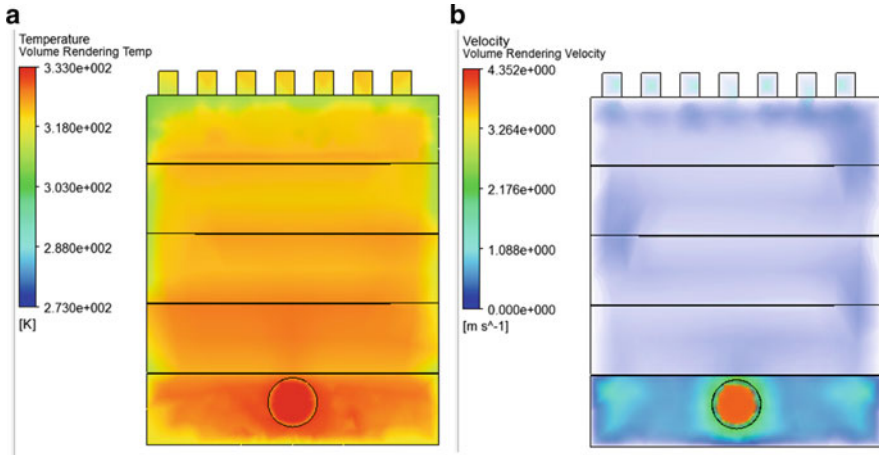 a
Temperature
Volume Rendering Temp
3.330e+002
3.180e+002
3.030e+002
2.880e+002
2.730e+002
[K]
b
Velocity
Volume Rendering Velocity
4.352e+000
3.264e+000
2.176e+000
1.088e+000
0.000e+000
[m s^-1]